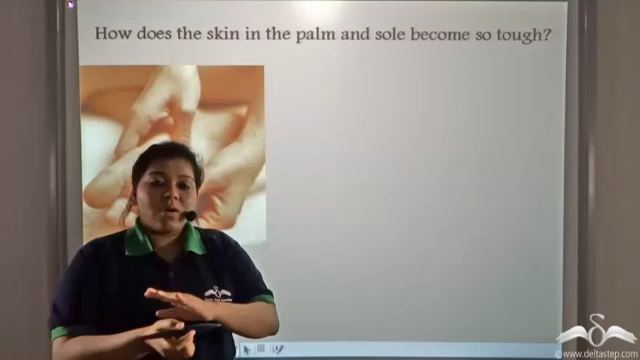 How does the skin in the palm and sole become so tough?
© www.deltastep.com